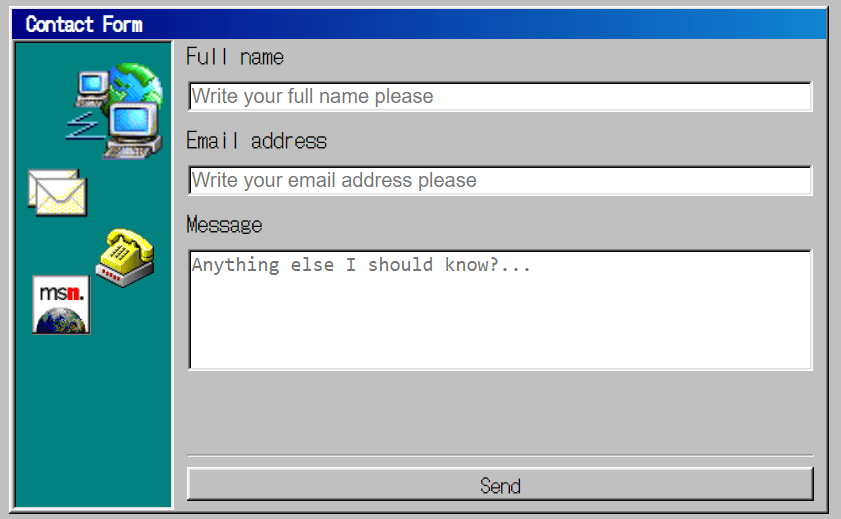 Contact Form
Full name
Write your full name please
Email address
Write your email address please
Message
Anything else I should know?...
msn.
Send